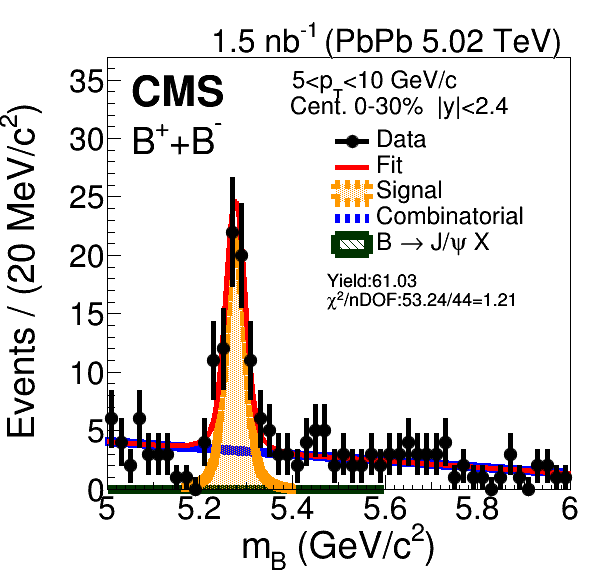 1.5 nb⁻¹ (PbPb 5.02 TeV)
CMS
B⁺+B⁻
5<p_T<10 GeV/c
Cent. 0-30% |y|<2.4
Data
Fit
Signal
Combinatorial
B → J/ψ X
Yield:61.03
χ²/nDOF:53.24/44=1.21
Events / (20 MeV/c²)
35
30
25
20
15
10
5
0
5 5.2 5.4 5.6 5.8 6
m_B (GeV/c²)